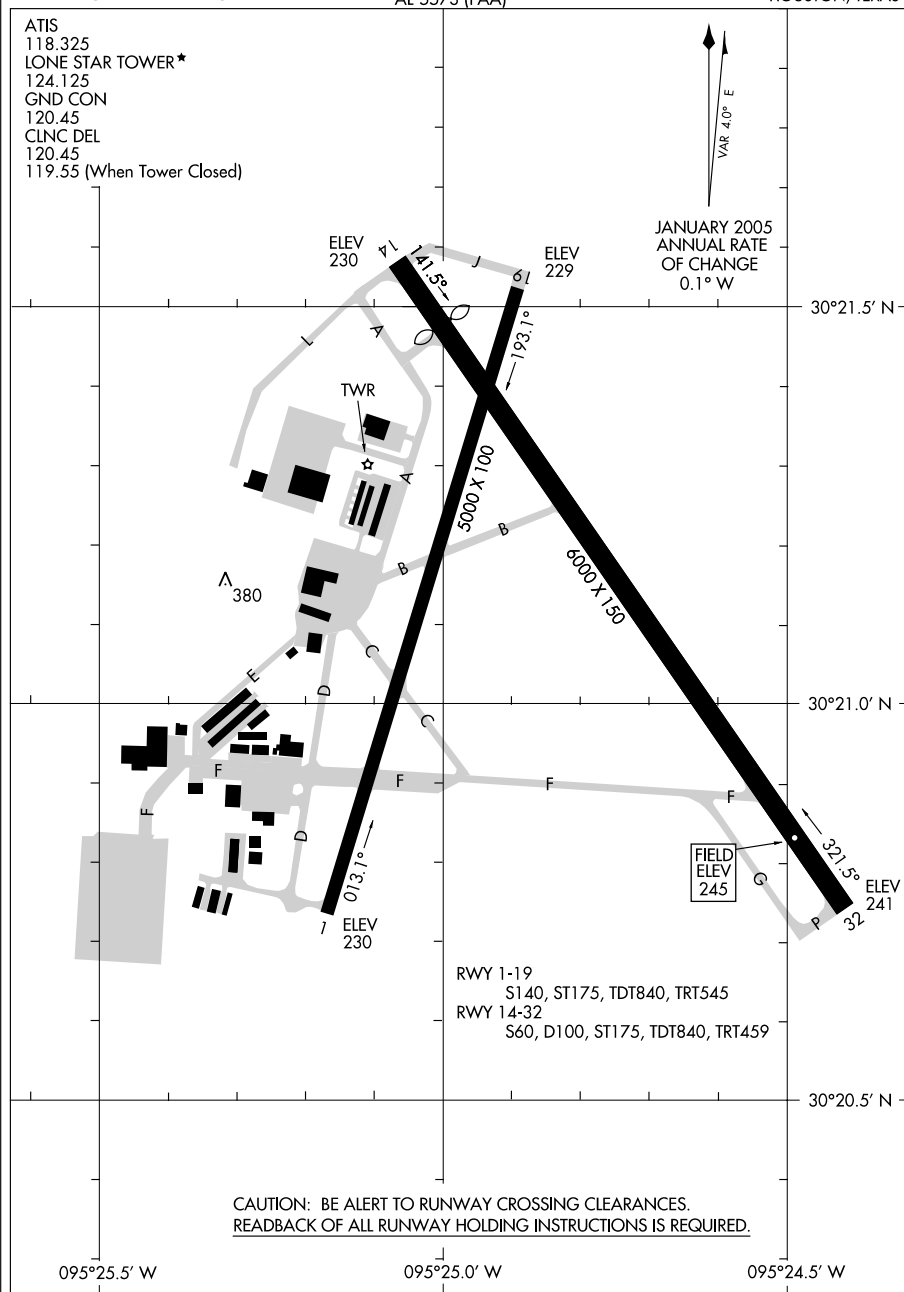 AL 5573 (FAA)
HOUSTON, TEXAS
ATIS
118.325
LONE STAR TOWER★
124.125
GND CON
120.45
CLNC DEL
120.45
119.55 (When Tower Closed)
VAR 4.0° E
JANUARY 2005
ANNUAL RATE
OF CHANGE
0.1° W
ELEV
230
14
141.5°
J
ELEV
229
19
193.1°
30°21.5' N
L
A
TWR
A
5000 X 100
B
B
6000 X 150
380
C
E
D
C
30°21.0' N
F
F
F
F
F
D
013.1°
FIELD
ELEV
245
G
321.5°
ELEV
241
32
P
1
ELEV
230
RWY 1-19
S140, ST175, TDT840, TRT545
RWY 14-32
S60, D100, ST175, TDT840, TRT459
30°20.5' N
CAUTION: BE ALERT TO RUNWAY CROSSING CLEARANCES.
READBACK OF ALL RUNWAY HOLDING INSTRUCTIONS IS REQUIRED.
095°25.5' W
095°25.0' W
095°24.5' W